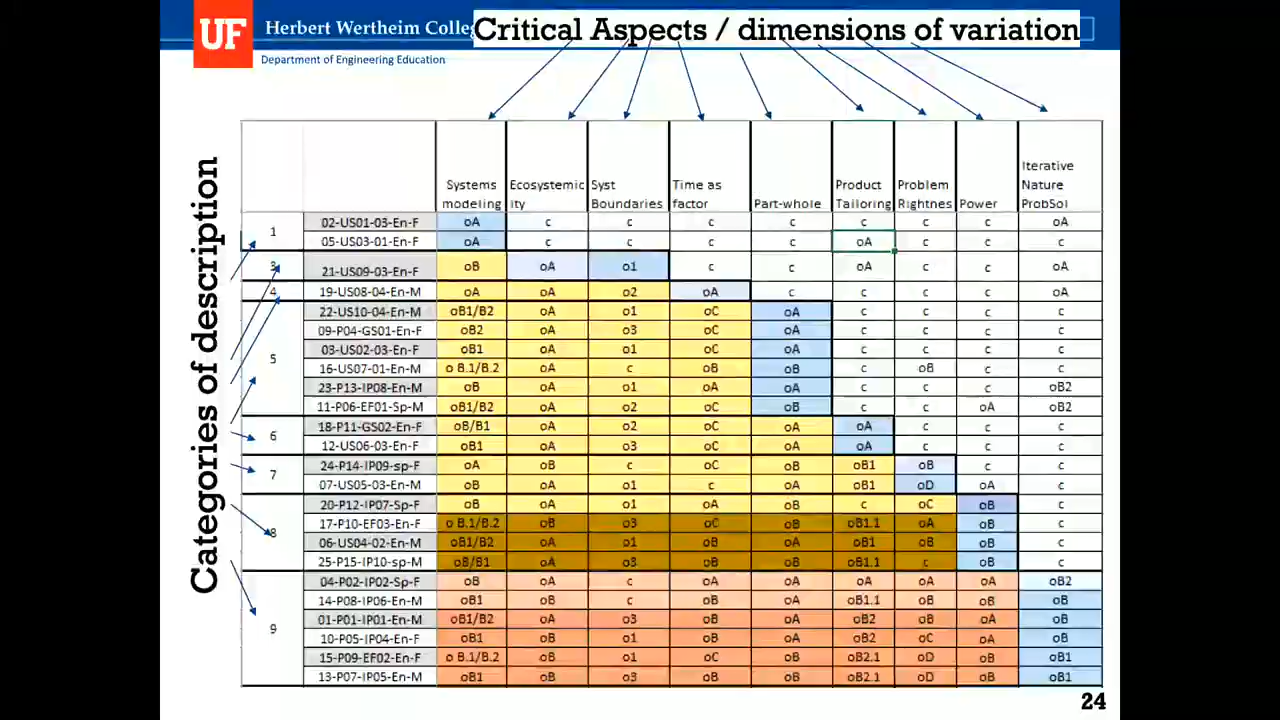 UF
Herbert Wertheim Colle
Critical Aspects / dimensions of variation
Department of Engineering Education
Categories of description
Systems modeling Ecosystemic ity Syst Boundaries Time as factor Part-whole Product Tailoring Problem Rightnes Power Iterative Nature ProbSol
1
02-US01-03-En-F oA c c c c c c c oA
05-US03-01-En-F oA c c c c oA c c c
3 21-US09-03-En-F oB oA o1 c c oA c c oA
4 19-US08-04-En-M oA oA o2 oA c c c c oA
5
22-US10-04-En-M oB1/B2 oA o1 oC oA c c c c
09-P04-GS01-En-F oB2 oA o3 oC oA c c c c
03-US02-03-En-F oB1 oA o1 oC oA c c c c
16-US07-01-En-M o B.1/B.2 oA c oB oB c oB c c
23-P13-IP08-En-M oB oA o1 oA oA c c c oB2
11-P06-EF01-Sp-M oB1/B2 oA o2 oC oB c c oA oB2
6
18-P11-GS02-En-F oB/B1 oA o2 oC oA oA c c c
12-US06-03-En-F oB1 oA o3 oC oA oA c c c
7
24-P14-IP09-sp-F oA oB c oC oB oB1 oB c c
07-US05-03-En-M oB oA o1 c oA oB1 oD oA c
8
20-P12-IP07-Sp-F oB oA o1 oA oB c oC oB c
17-P10-EF03-En-F o B.1/B.2 oB o3 oC oB oB1.1 oA oB c
06-US04-02-En-M oB1/B2 oA o1 oB oA oB1 oB oB c
25-P15-IP10-sp-M oB/B1 oA o3 oB oB oB1.1 c oB c
9
04-P02-IP02-Sp-F oB oA c oA oA oA oA oA oB2
14-P08-IP06-En-M oB1 oB c oB oA oB1.1 oB oB oB
01-P01-IP01-En-M oB1/B2 oA o3 oB oA oB2 oB oA oB
10-P05-IP04-En-F oB1 oB o1 oB oA oB2 oC oA oB
15-P09-EF02-En-F o B.1/B.2 oB o1 oC oB oB2.1 oD oB oB1
13-P07-IP05-En-M oB1 oB o3 oB oB oB2.1 oD oB oB1
24